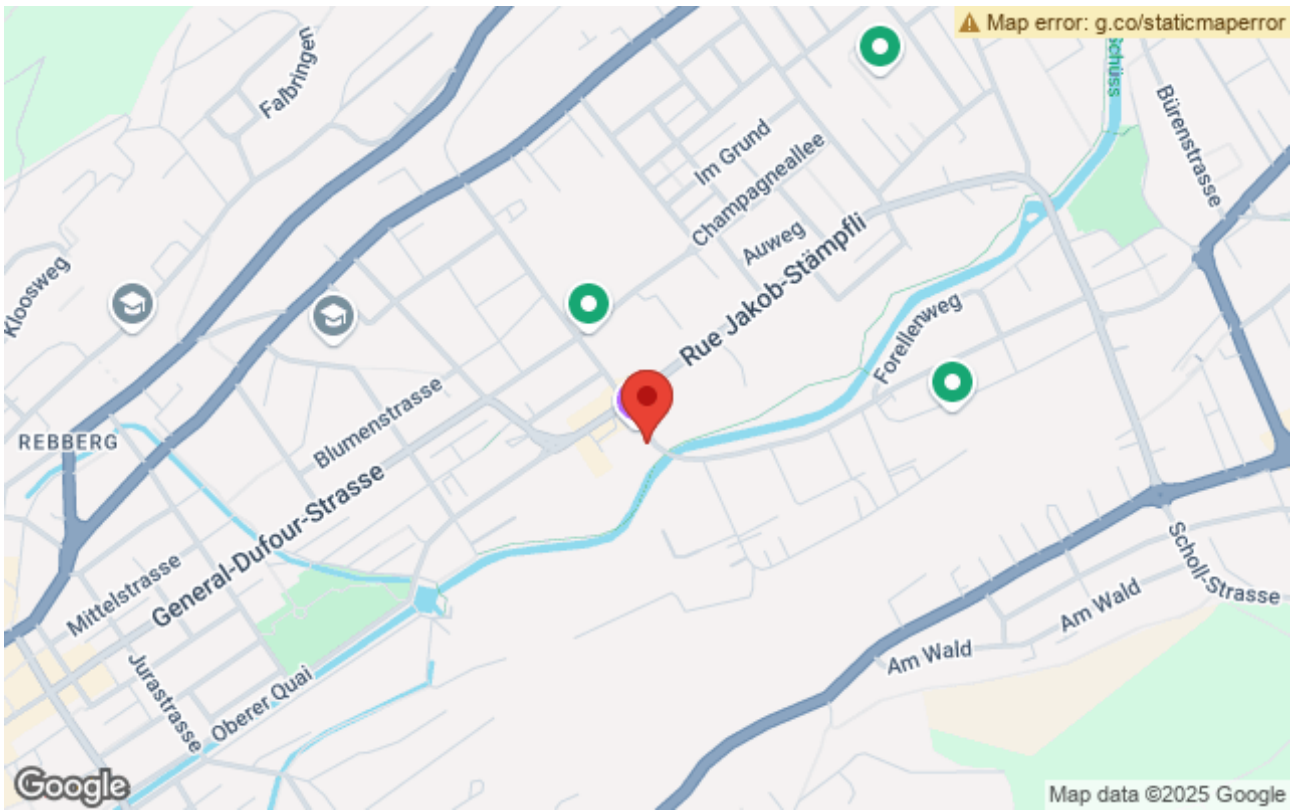 Map error: g.co/staticmaperror
Falbringen
Schüss
Bürenstrasse
Im Grund
Champagneallee
Auweg
Kloosweg
Rue Jakob-Stämpfli
Forellenweg
Blumenstrasse
REBBERG
General-Dufour-Strasse
Mittelstrasse
Scholl-Strasse
Am Wald
Am Wald
Jurastrasse
Oberer Quai
Google
Map data ©2025 Google